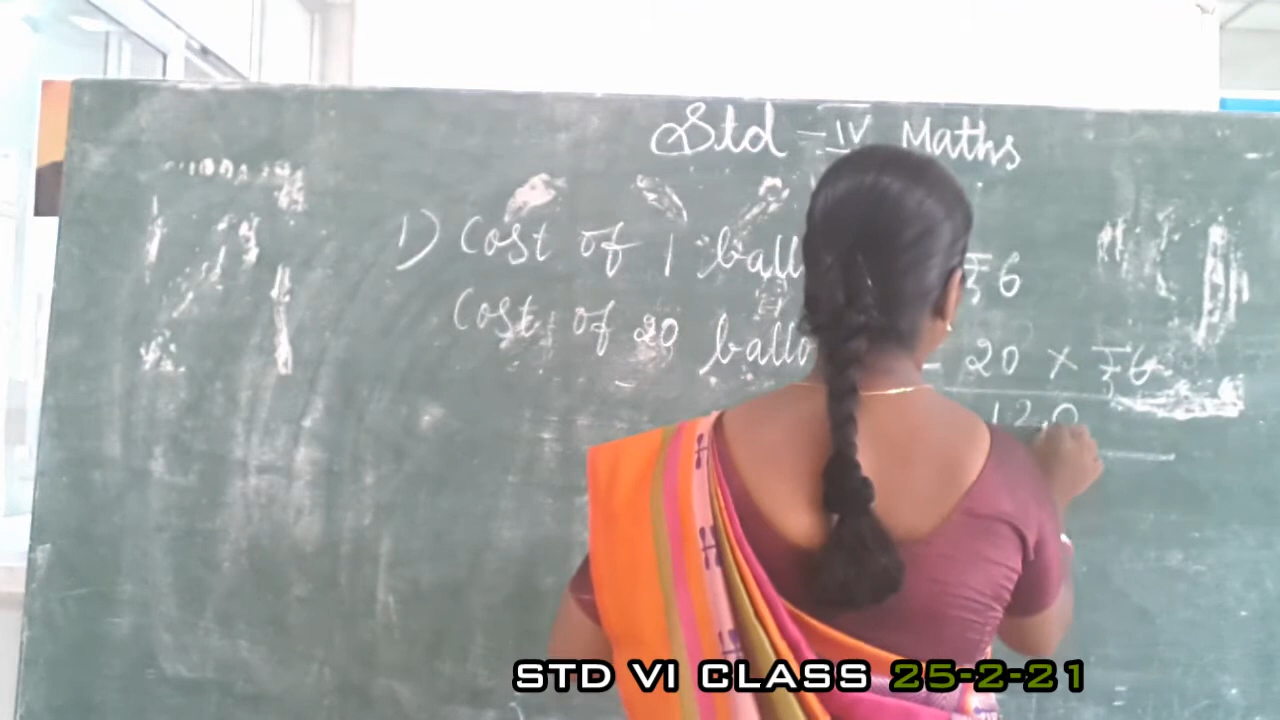 Std - IV Maths
1) Cost of 1 ball ₹6
Cost of 20 ballo = 20 × ₹6
120
STD VI CLASS 25-2-21